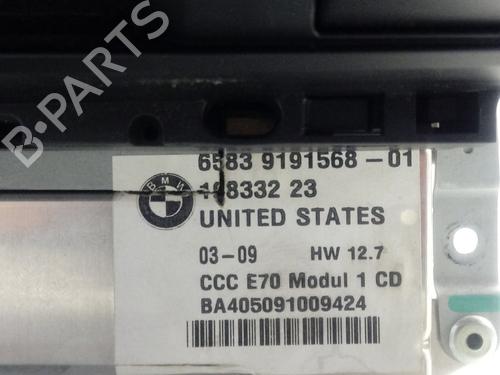 6583 9191568-01
332 23
UNITED STATES
03-09 HW 12.7
CCC E70 Modul 1 CD
BA405091009424
BMW
B-PARTS